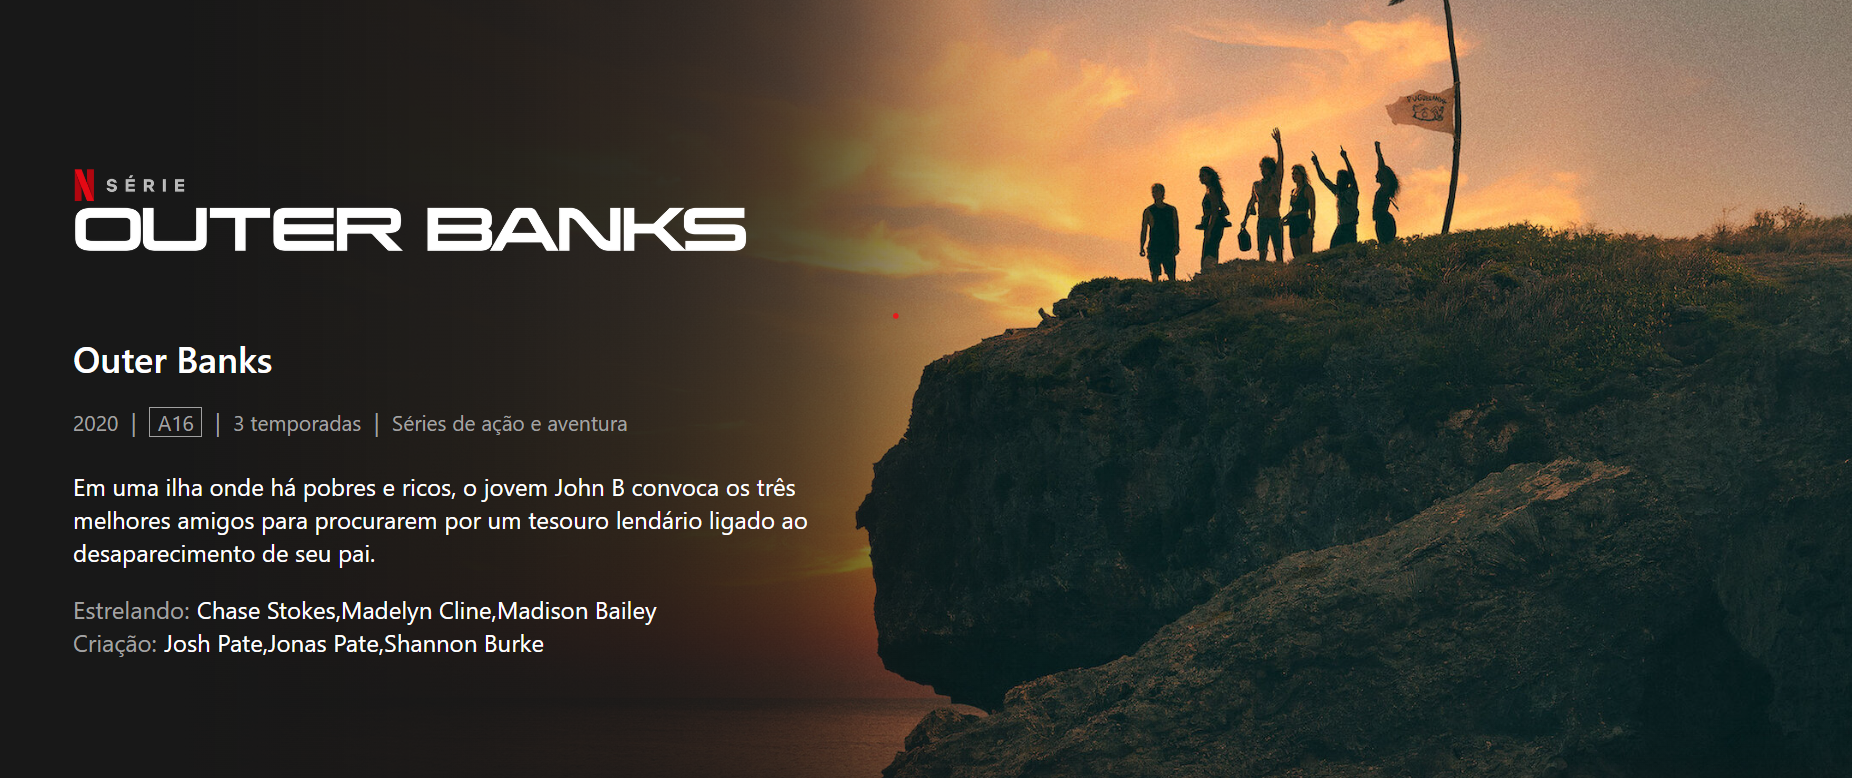 N SÉRIE
OUTER BANKS
Outer Banks
2020 | A16 | 3 temporadas | Séries de ação e aventura
Em uma ilha onde há pobres e ricos, o jovem John B convoca os três
melhores amigos para procurarem por um tesouro lendário ligado ao
desaparecimento de seu pai.
Estrelando: Chase Stokes,Madelyn Cline,Madison Bailey
Criação: Josh Pate,Jonas Pate,Shannon Burke